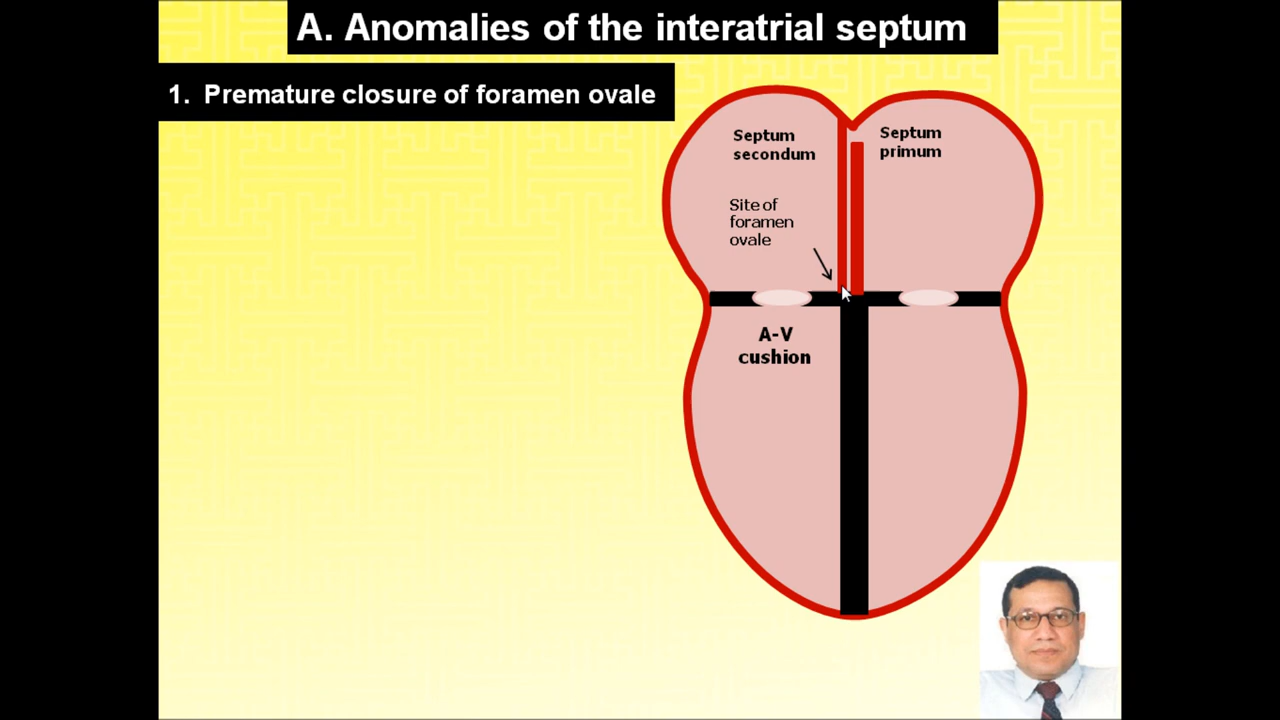 A. Anomalies of the interatrial septum
1. Premature closure of foramen ovale
Septum
secondum
Septum
primum
Site of
foramen
ovale
A-V
cushion